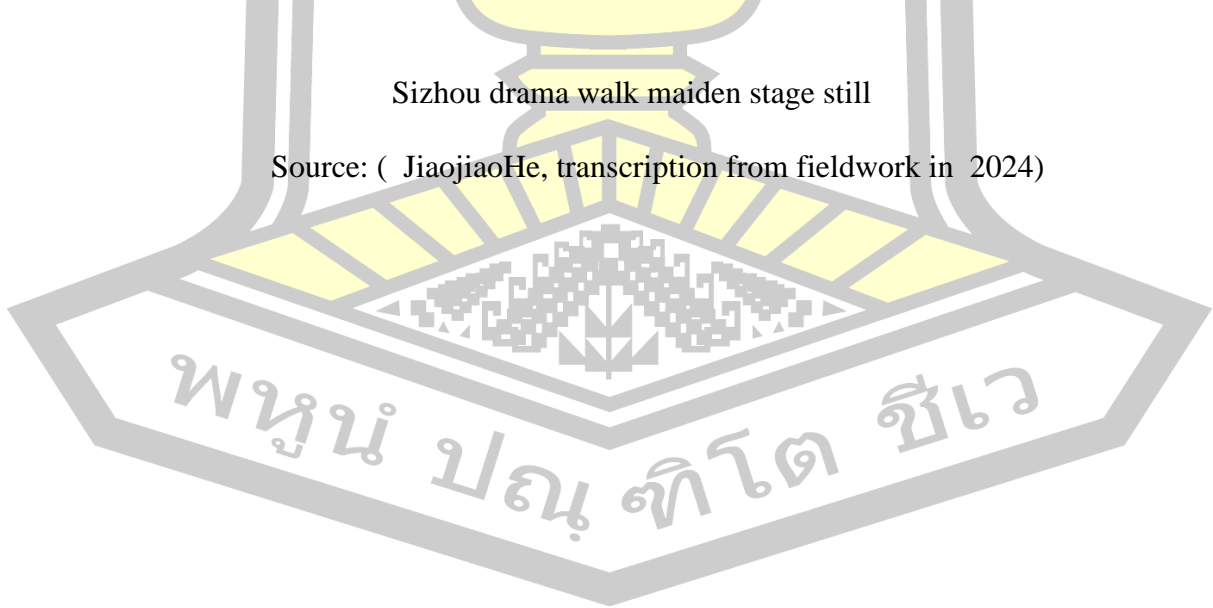 Sizhou drama walk maiden stage still
Source: ( JiaojiaoHe, transcription from fieldwork in 2024)
พหูนํ ปณฺฑิโต ชีเว